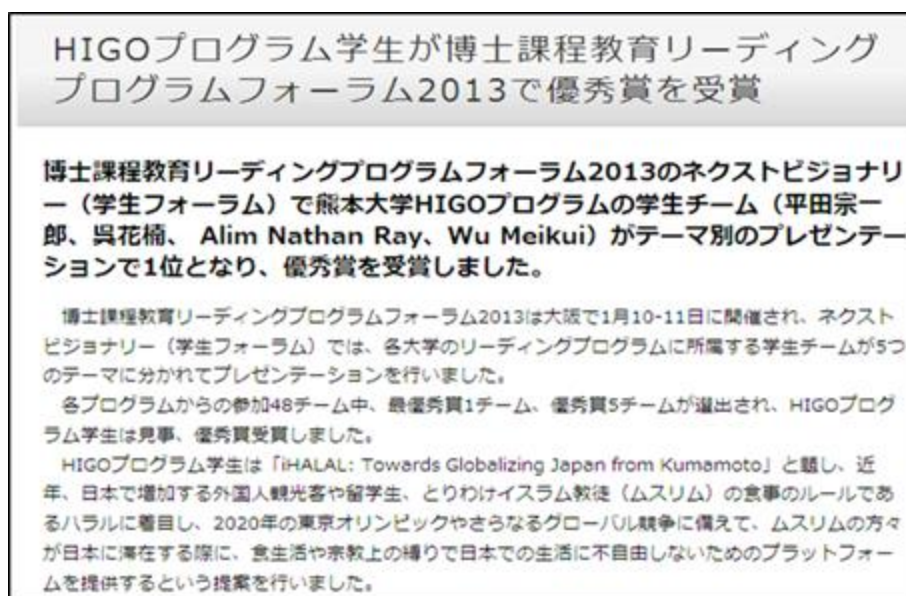 HIGOプログラム学生が博士課程教育リーディング
プログラムフォーラム2013で優秀賞を受賞
博士課程教育リーディングプログラムフォーラム2013のネクストビジョナリ
ー（学生フォーラム）で熊本大学HIGOプログラムの学生チーム（平田宗一
郎、呉花楠、 Alim Nathan Ray、Wu Meikui）がテーマ別のプレゼンテー
ションで1位となり、優秀賞を受賞しました。
博士課程教育リーディングプログラムフォーラム2013は大阪で1月10-11日に開催され、ネクスト
ビジョナリー（学生フォーラム）では、各大学のリーディングプログラムに所属する学生チームが5つ
のテーマに分かれてプレゼンテーションを行いました。
各プログラムからの参加48チーム中、最優秀賞1チーム、優秀賞5チームが選出され、HIGOプログ
ラム学生は見事、優秀賞受賞しました。
HIGOプログラム学生は「iHALAL: Towards Globalizing Japan from Kumamoto」と題し、近
年、日本で増加する外国人観光客や留学生、とりわけイスラム教徒（ムスリム）の食事のルールであ
るハラルに着目し、2020年の東京オリンピックやさらなるグローバル競争に備えて、ムスリムの方々
が日本に滞在する際に、食生活や宗教上の縛りで日本での生活に不自由しないためのプラットフォー
ムを提供するという提案を行いました。